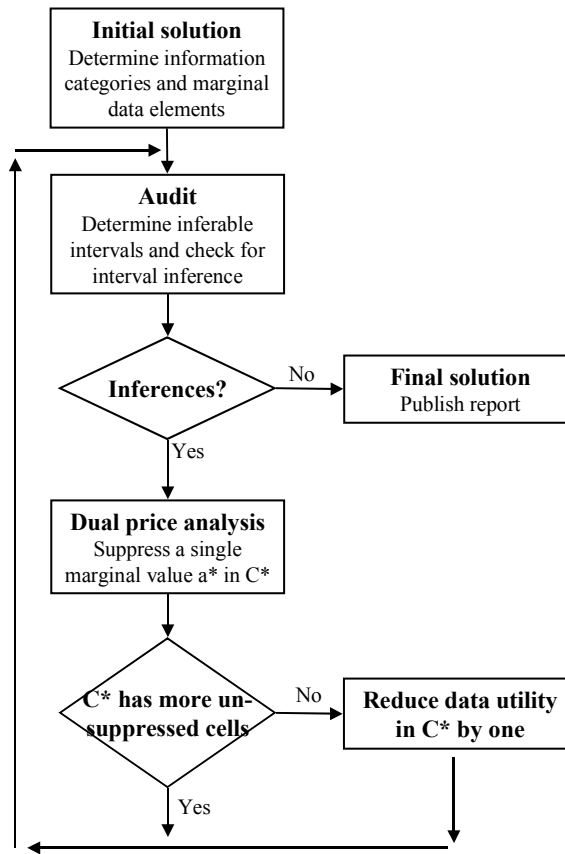 Initial solution
Determine information
categories and marginal
data elements
Audit
Determine inferable
intervals and check for
interval inference
Inferences?
No
Final solution
Publish report
Yes
Dual price analysis
Suppress a single
marginal value a* in C*
C* has more un-
suppressed cells
No
Reduce data utility
in C* by one
Yes